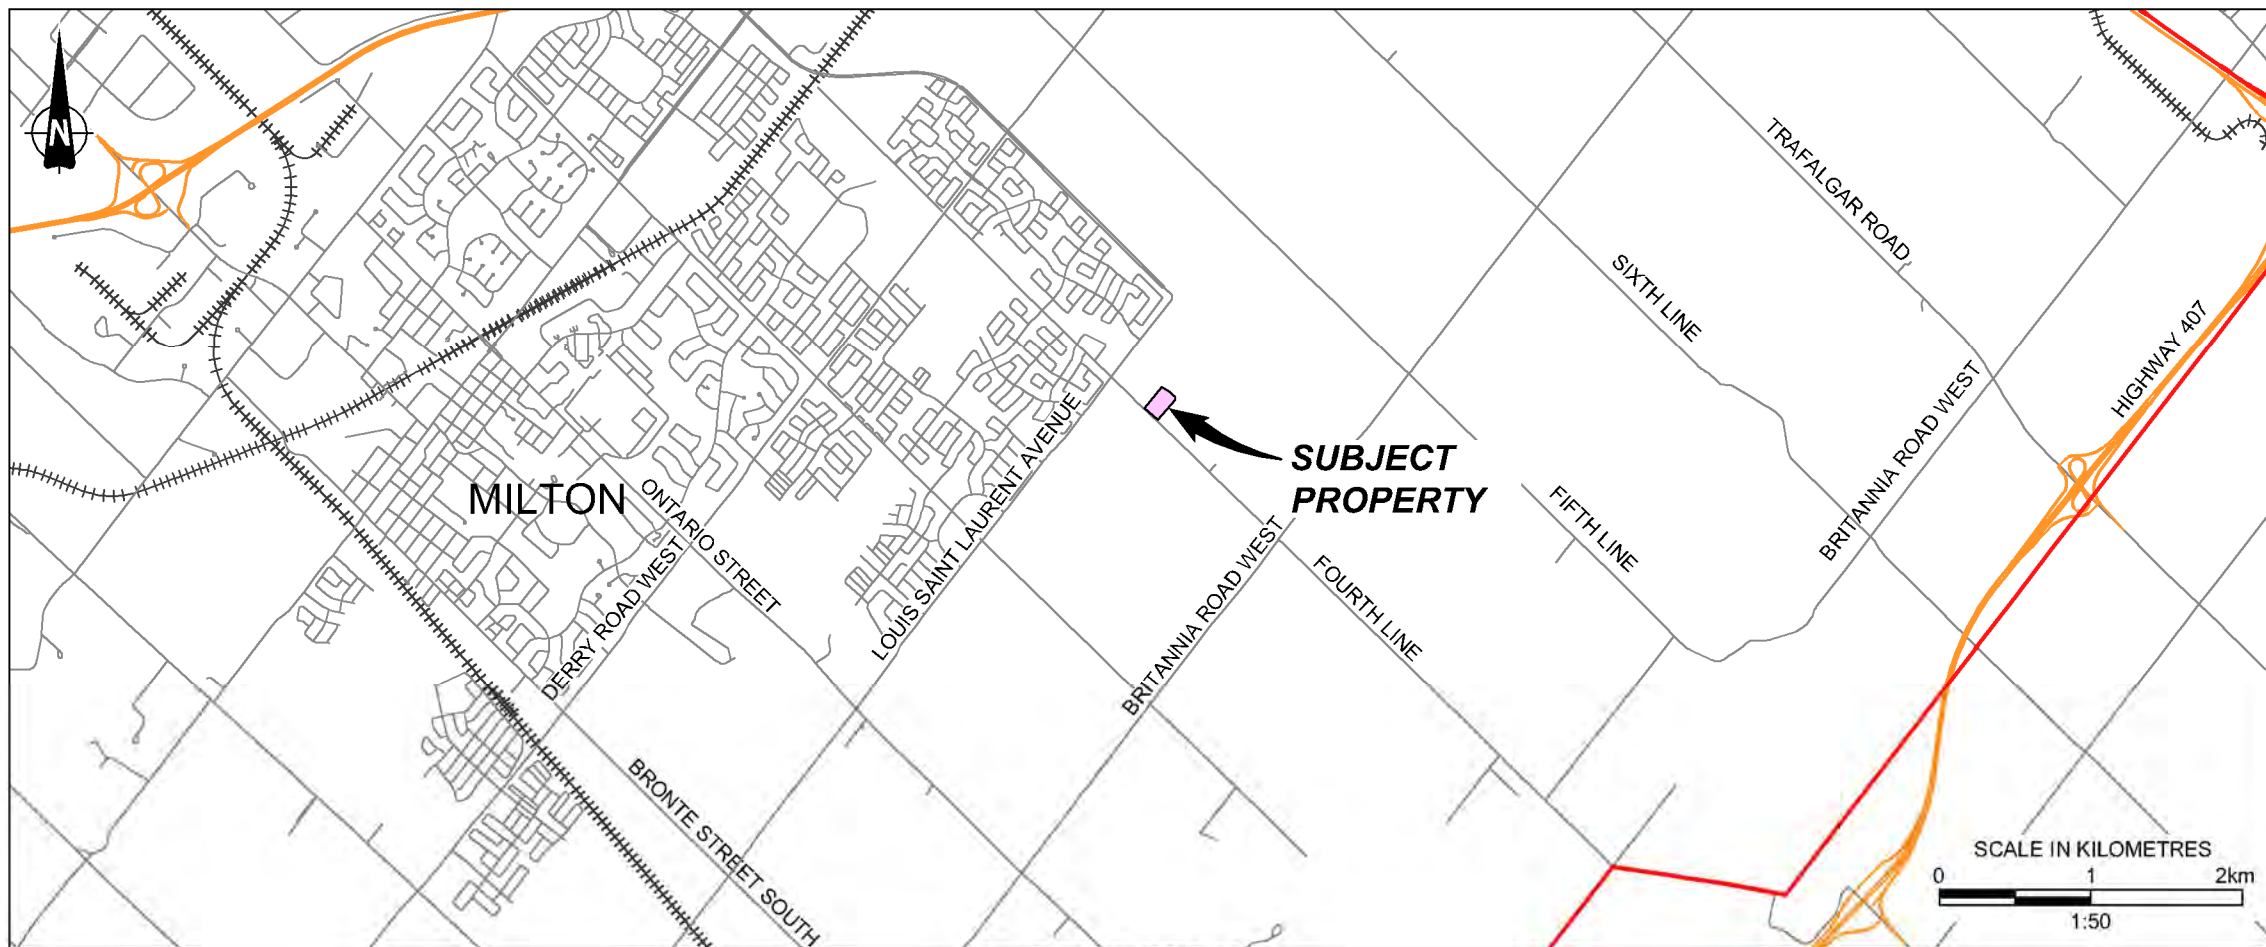 N
TRAFALGAR ROAD
SIXTH LINE
HIGHWAY 407
BRITANNIA ROAD WEST
LOUIS SAINT LAURENT AVENUE
SUBJECT
PROPERTY
MILTON
ONTARIO STREET
FIFTH LINE
DERRY ROAD WEST
BRITANNIA ROAD WEST
FOURTH LINE
BRONTE STREET SOUTH
SCALE IN KILOMETRES
0 1 2km
1:50